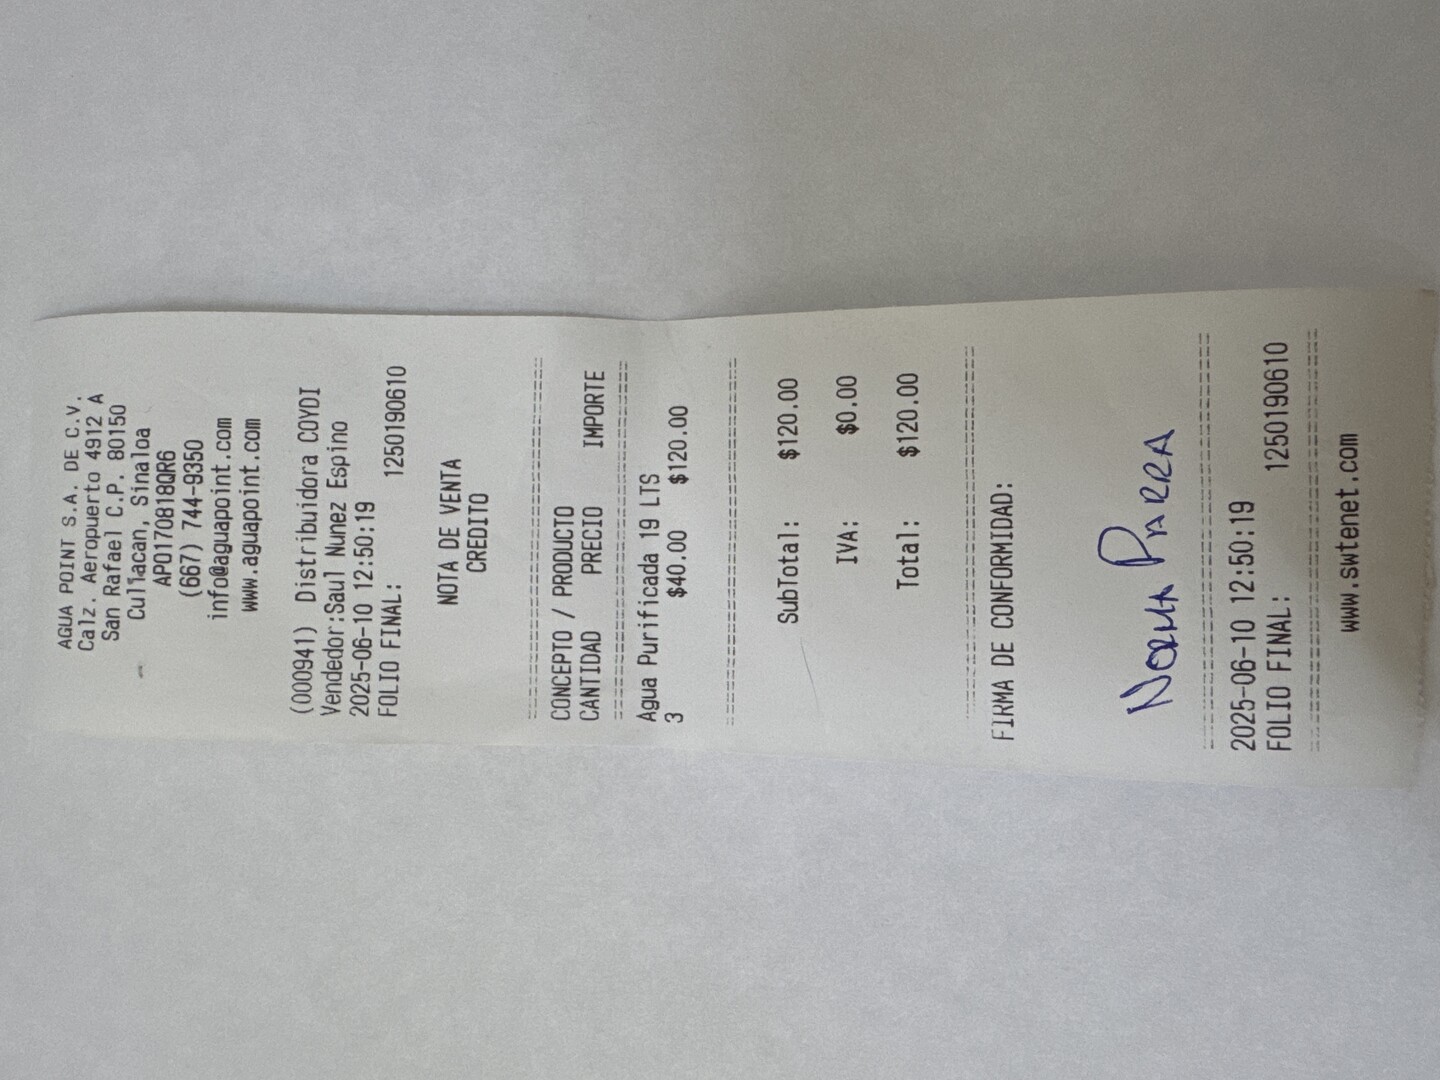 AGUA POINT S.A. DE C.V.
Calz. Aeropuerto 4912 A
San Rafael C.P. 80150
Culiacan, Sinaloa
APO170818QR6
(667) 744-9350
info@aguapoint.com
www.aguapoint.com
(000941) Distribuidora COYDI
Vendedor:Saul Nunez Espino
2025-06-10 12:50:19
FOLIO FINAL: 1250190610
NOTA DE VENTA
CREDITO
CONCEPTO / PRODUCTO
CANTIDAD PRECIO IMPORTE
Agua Purificada 19 LTS
3 $40.00 $120.00
SubTotal: $120.00
IVA: $0.00
Total: $120.00
FIRMA DE CONFORMIDAD:
NORMA PARRA
2025-06-10 12:50:19
FOLIO FINAL: 1250190610
www.swtenet.com